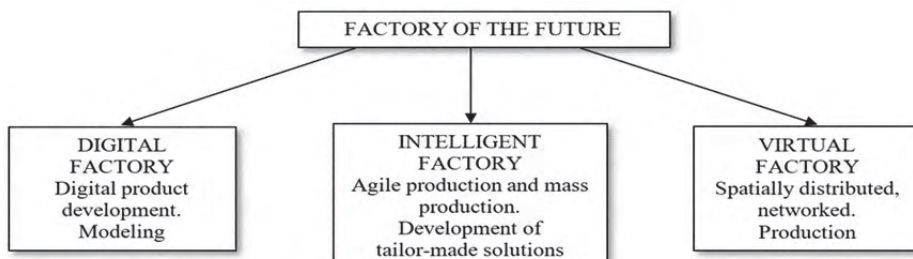 FACTORY OF THE FUTURE
DIGITAL
FACTORY
Digital product
development.
Modeling
INTELLIGENT
FACTORY
Agile production and mass
production.
Development of
tailor-made solutions
VIRTUAL
FACTORY
Spatially distributed,
networked.
Production